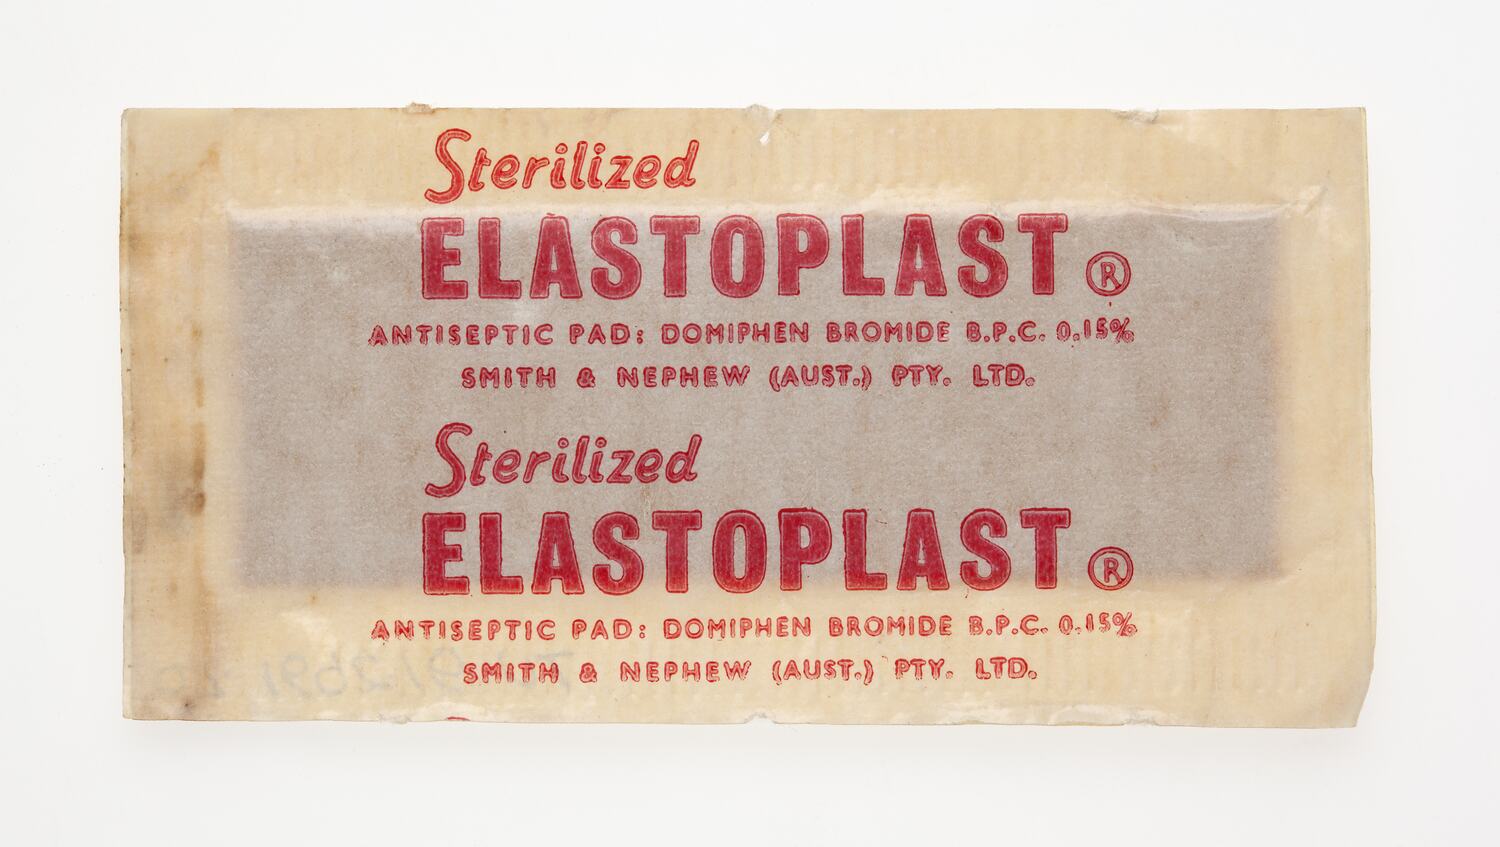 Sterilized
ELASTOPLAST ®
ANTISEPTIC PAD: DOMIPHEN BROMIDE B.P.C. 0.15%
SMITH & NEPHEW (AUST.) PTY. LTD.
Sterilized
ELASTOPLAST ®
ANTISEPTIC PAD: DOMIPHEN BROMIDE B.P.C. 0.15%
SMITH & NEPHEW (AUST.) PTY. LTD.